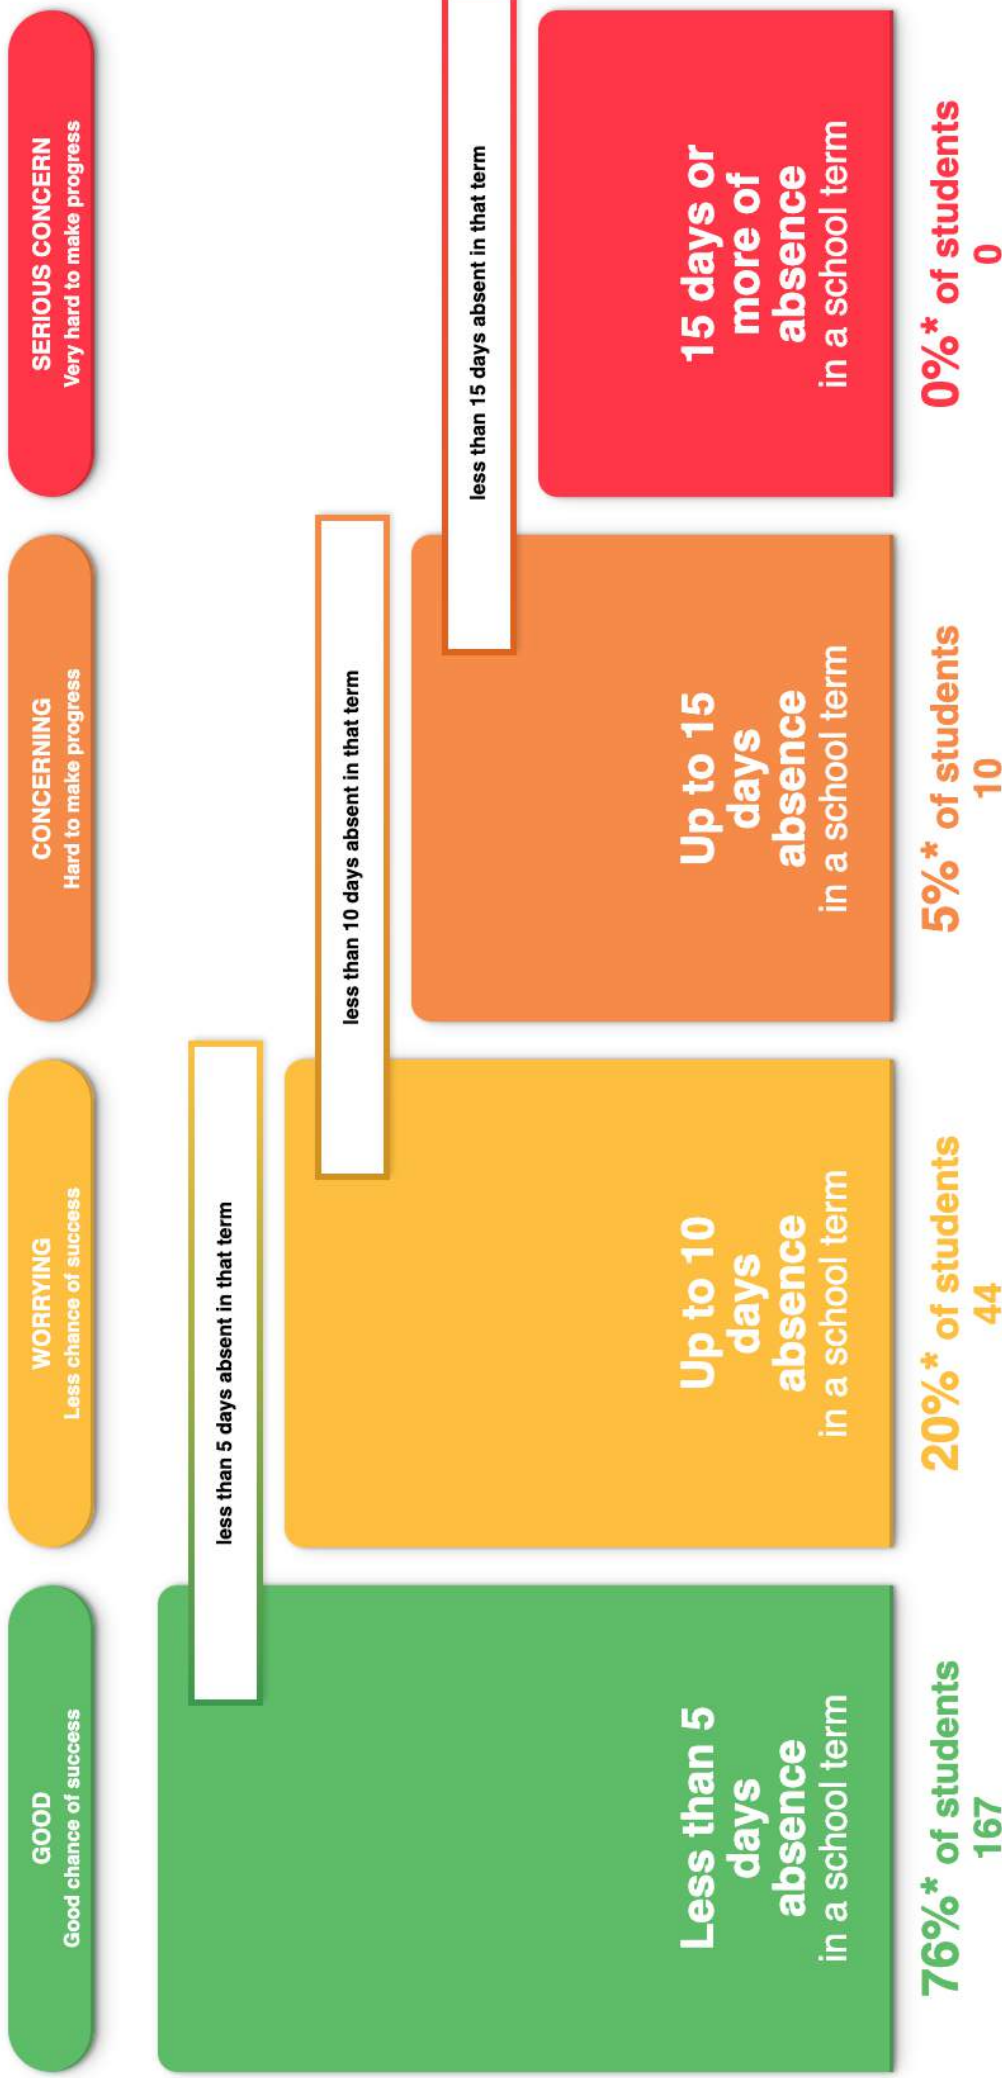 GOOD
Good chance of success
WORRYING
Less chance of success
CONCERNING
Hard to make progress
SERIOUS CONCERN
Very hard to make progress
less than 5 days absent in that term
less than 10 days absent in that term
less than 15 days absent in that term
Less than 5
days
absence
in a school term
Up to 10
days
absence
in a school term
Up to 15
days
absence
in a school term
15 days or
more of
absence
in a school term
76%* of students
167
20%* of students
44
5%* of students
10
0%* of students
0